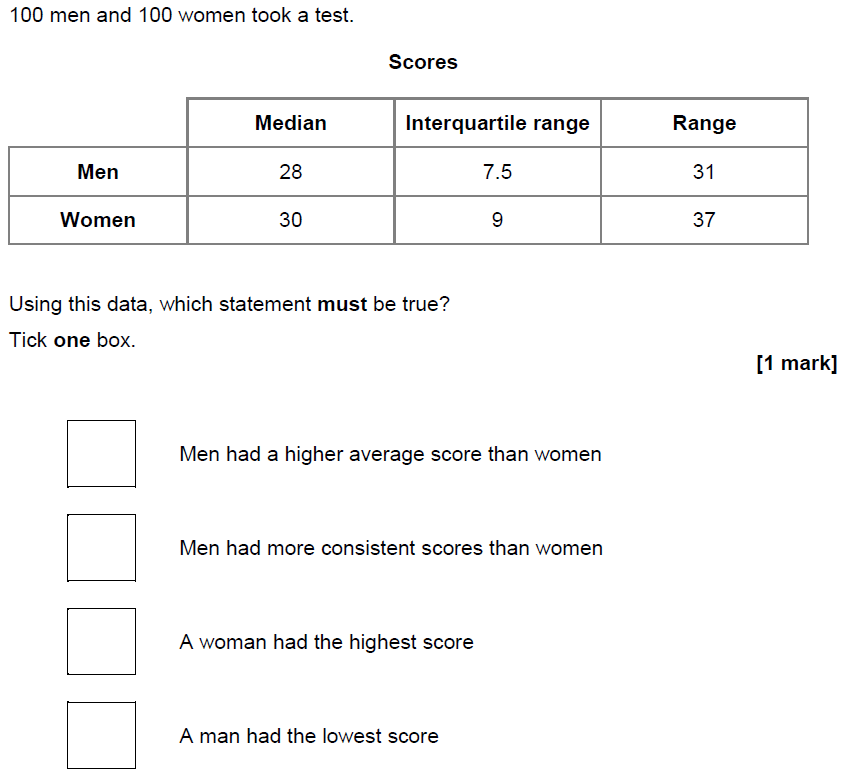 100 men and 100 women took a test.
Scores
Median Interquartile range Range
Men 28 7.5 31
Women 30 9 37
Using this data, which statement must be true?
Tick one box.
[1 mark]
Men had a higher average score than women
Men had more consistent scores than women
A woman had the highest score
A man had the lowest score